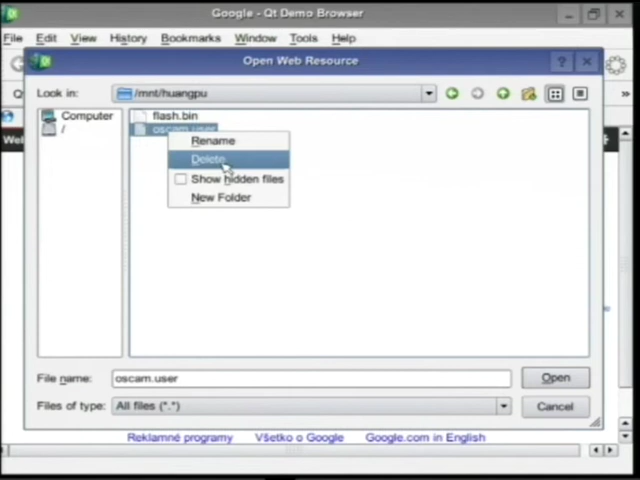 Google - Qt Demo Browser
File Edit View History Bookmarks Window Tools Help
Open Web Resource
Look in: /mnt/huangpu
Computer
/
flash.bin
oscam.user
Rename
Delete
Show hidden files
New Folder
File name: oscam.user
Open
Files of type: All files (*.*)
Cancel
Reklamné programy Všetko o Google Google.com in English